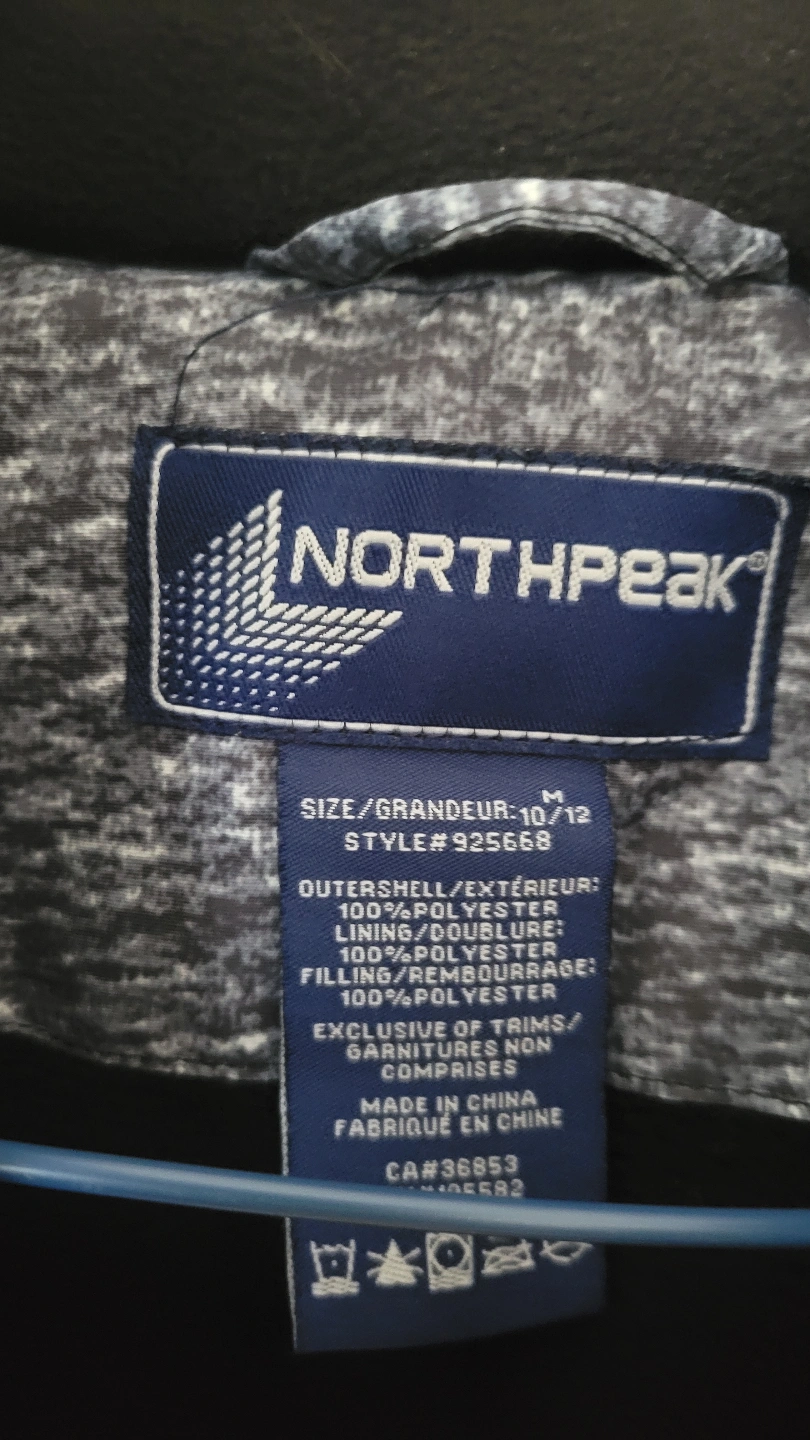 NORTHPEAK®
SIZE/GRANDEUR: M 10/12
STYLE# 925668
OUTERSHELL/EXTÉRIEUR:
100%POLYESTER
LINING/DOUBLURE:
100%POLYESTER
FILLING/REMBOURRAGE:
100%POLYESTER
EXCLUSIVE OF TRIMS/
GARNITURES NON
COMPRISES
MADE IN CHINA
FABRIQUÉ EN CHINE
CA#36853